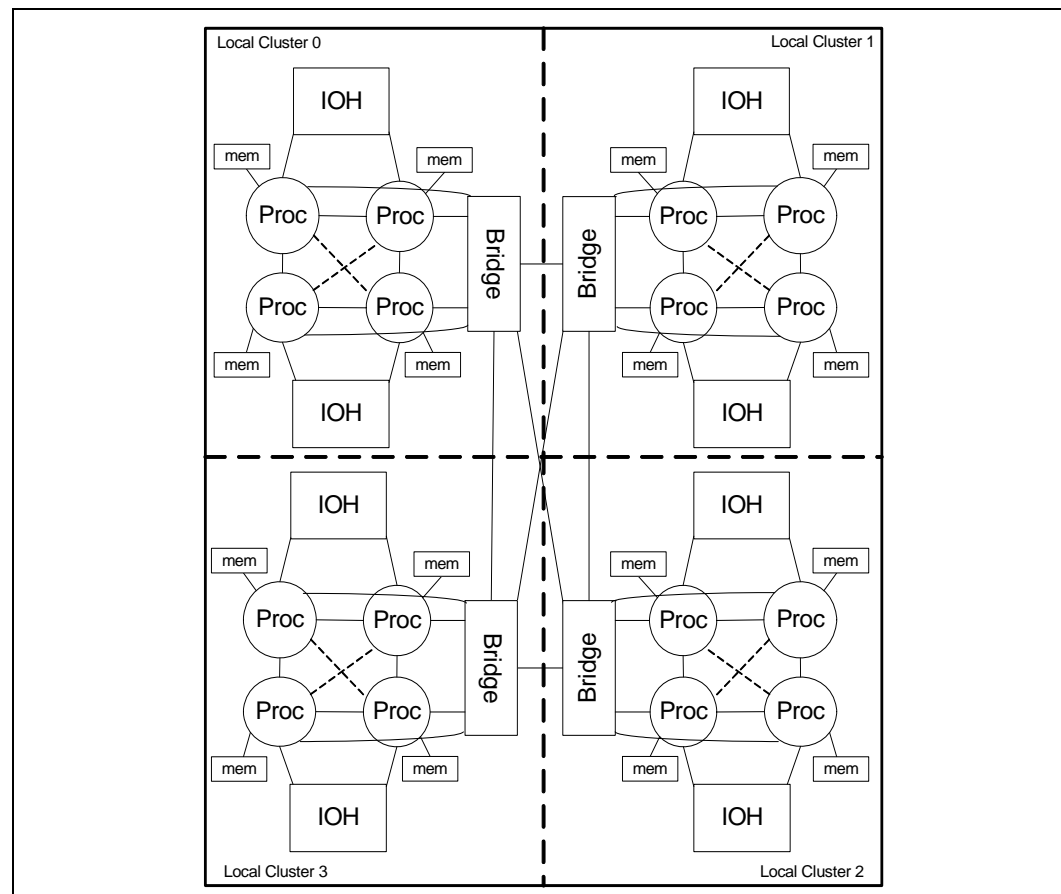 Local Cluster 0
Local Cluster 1
IOH
IOH
mem
mem
mem
mem
Proc
Proc
Bridge
Bridge
Proc
Proc
Proc
Proc
Proc
Proc
mem
mem
mem
mem
IOH
IOH
IOH
IOH
mem
mem
mem
mem
Proc
Proc
Bridge
Bridge
Proc
Proc
Proc
Proc
Proc
Proc
mem
mem
mem
mem
IOH
IOH
Local Cluster 3
Local Cluster 2